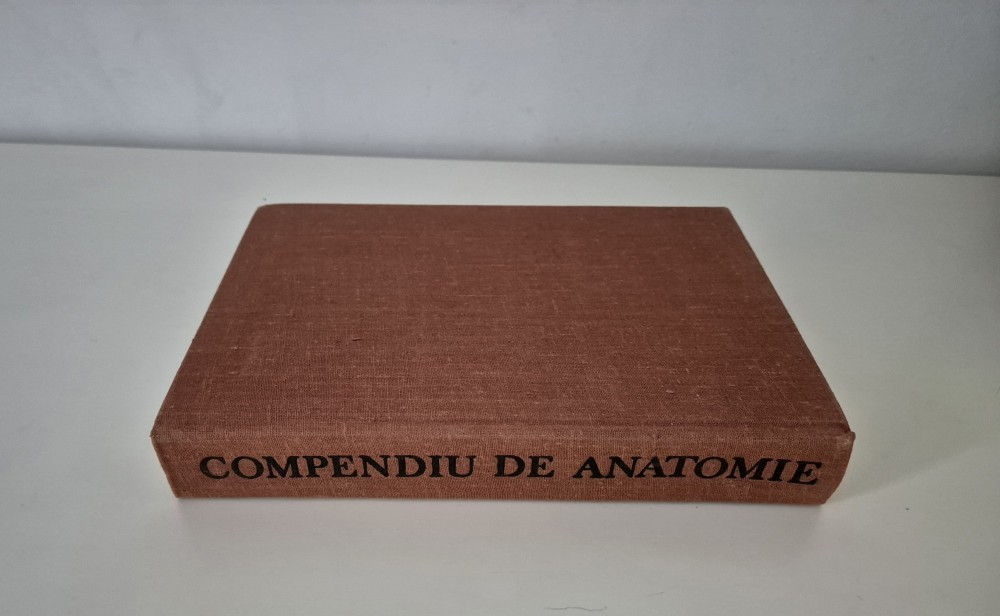 COMPENDIU DE ANATOMIE